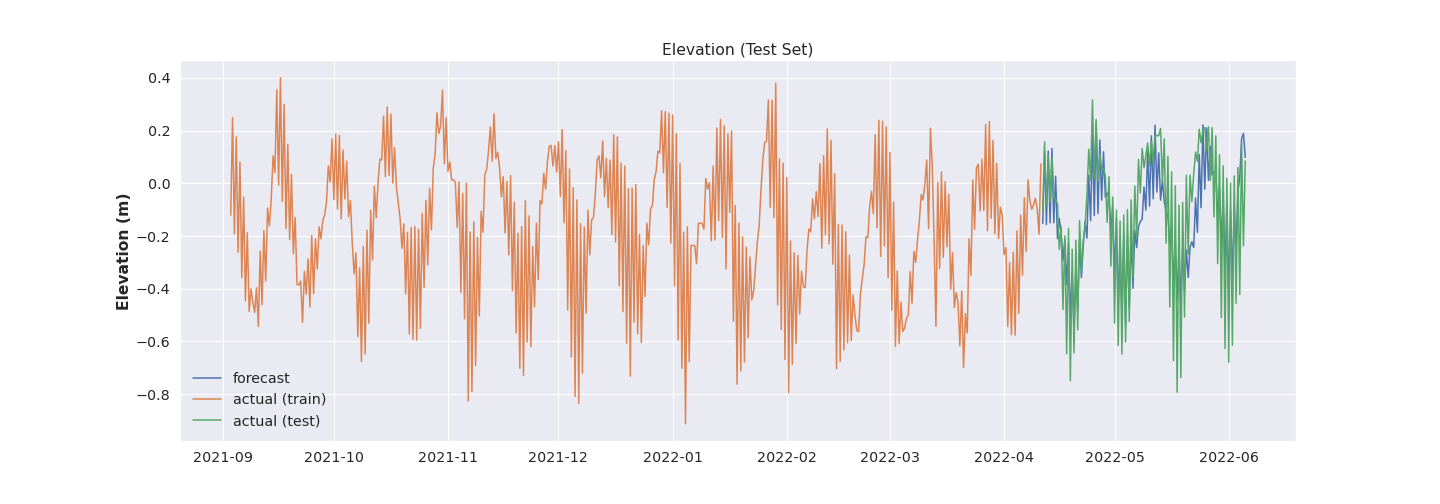 Elevation (Test Set)
Elevation (m)
0.4
0.2
0.0
−0.2
−0.4
−0.6
−0.8
forecast
actual (train)
actual (test)
2021-09 2021-10 2021-11 2021-12 2022-01 2022-02 2022-03 2022-04 2022-05 2022-06